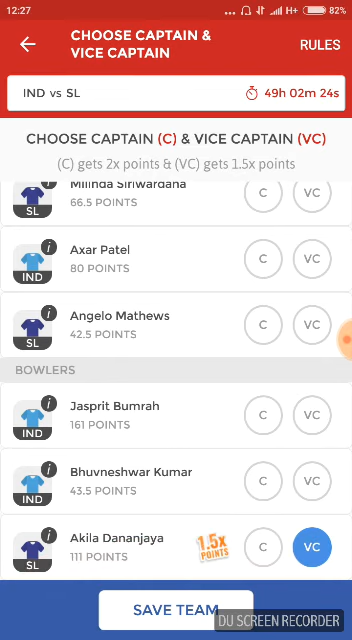 12:27
H+ 82%
CHOOSE CAPTAIN &
VICE CAPTAIN
RULES
IND vs SL 49h 02m 24s
CHOOSE CAPTAIN (C) & VICE CAPTAIN (VC)
(C) gets 2x points & (VC) gets 1.5x points
Milinda Siriwardana
66.5 POINTS
i
SL
C
VC
Axar Patel
80 POINTS
i
IND
C
VC
Angelo Mathews
42.5 POINTS
i
SL
C
VC
BOWLERS
Jasprit Bumrah
161 POINTS
i
IND
C
VC
Bhuvneshwar Kumar
43.5 POINTS
i
IND
C
VC
Akila Dananjaya
111 POINTS
i
SL
1.5x
POINTS
C
VC
SAVE TEAM
DU SCREEN RECORDER